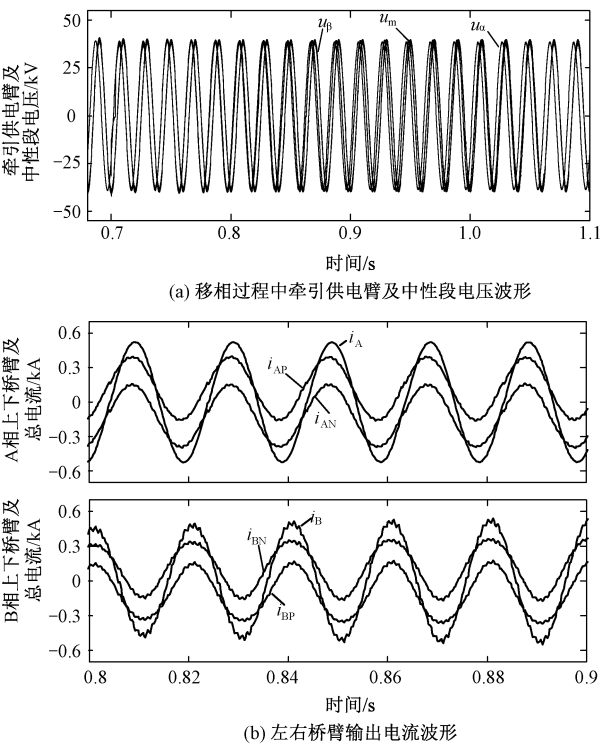 牵引供电臂及
中性段电压/kV
50
25
0
−25
−50
uβ
um
uα
0.7
0.8
0.9
1.0
1.1
时间/s
(a) 移相过程中牵引供电臂及中性段电压波形
A相上下桥臂及
总电流/kA
0.6
0.3
0
−0.3
−0.6
iA
iAP
iAN
B相上下桥臂及
总电流/kA
0.6
0.3
0
−0.3
−0.6
iB
iBN
iBP
0.8
0.82
0.84
0.86
0.88
0.9
时间/s
(b) 左右桥臂输出电流波形